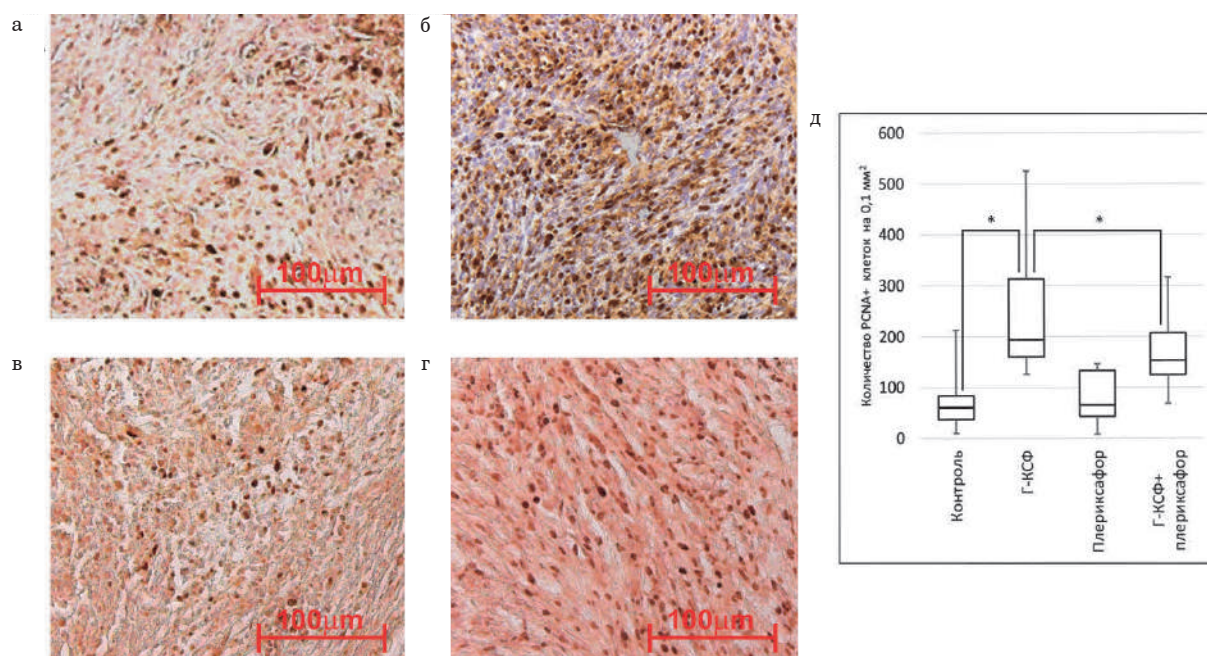 а
б
100µm
100µm
в
г
100µm
100µm
д
Количество PCNA+ клеток на 0,1 мм²
600
500
400
300
200
100
0
*
*
Контроль
Г-КСФ
Плериксафор
Г-КСФ+
плериксафор